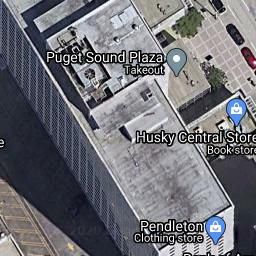 Puget Sound Plaza
Takeout
Husky Central Store
Book store
e
Pendleton
Clothing store